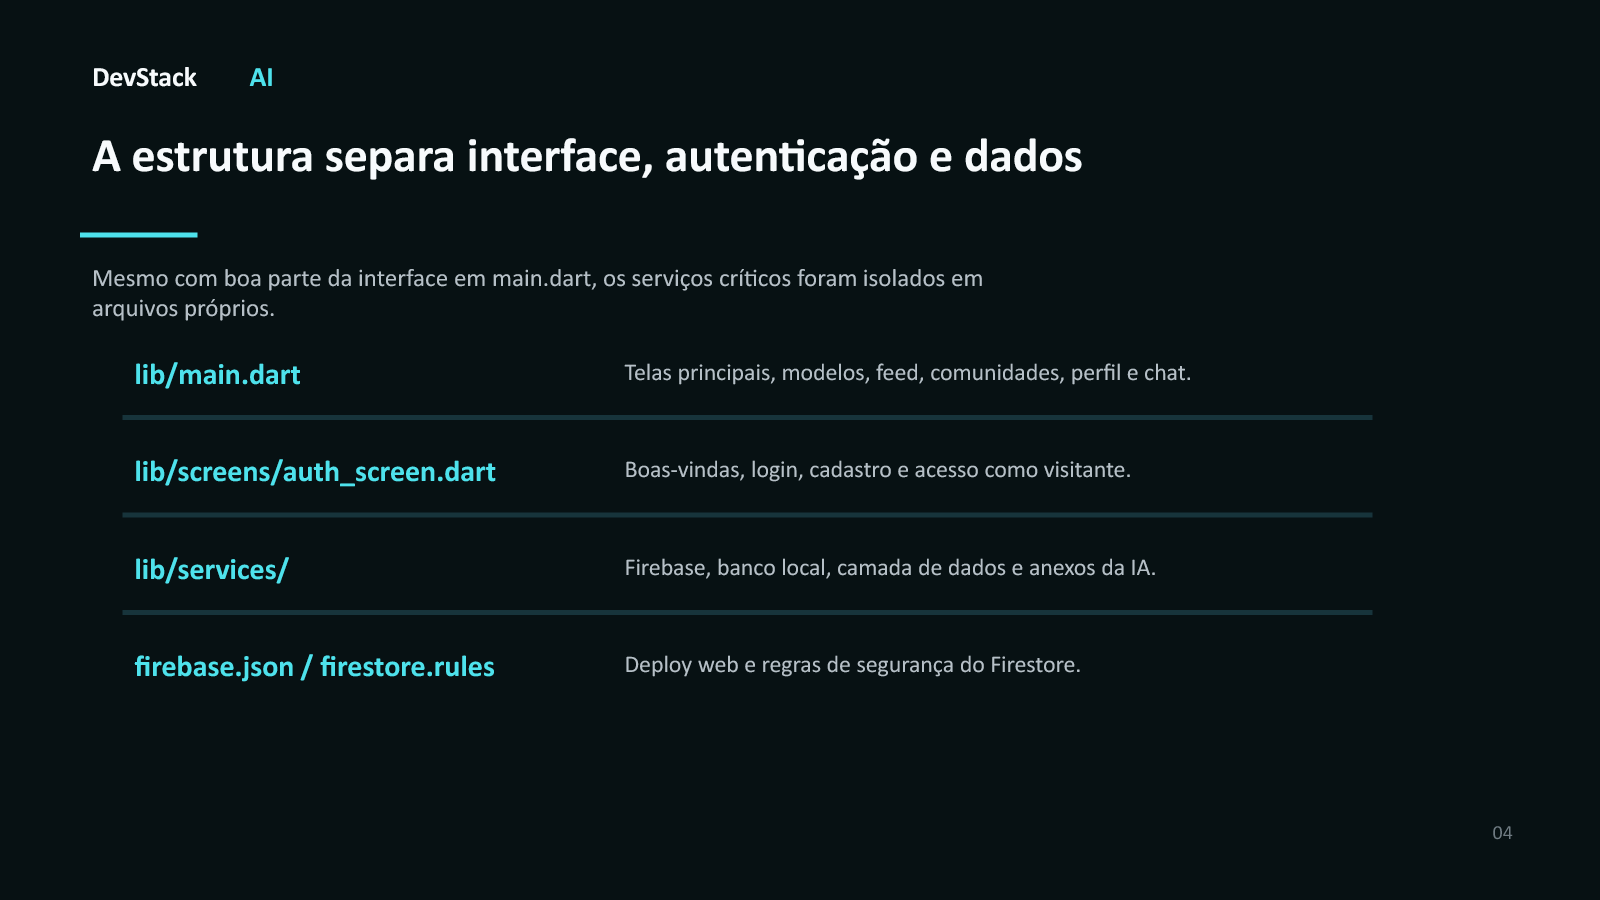 DevStack AI
A estrutura separa interface, autenticação e dados
Mesmo com boa parte da interface em main.dart, os serviços críticos foram isolados em
arquivos próprios.
lib/main.dart Telas principais, modelos, feed, comunidades, perfil e chat.
lib/screens/auth_screen.dart Boas-vindas, login, cadastro e acesso como visitante.
lib/services/ Firebase, banco local, camada de dados e anexos da IA.
firebase.json / firestore.rules Deploy web e regras de segurança do Firestore.
04